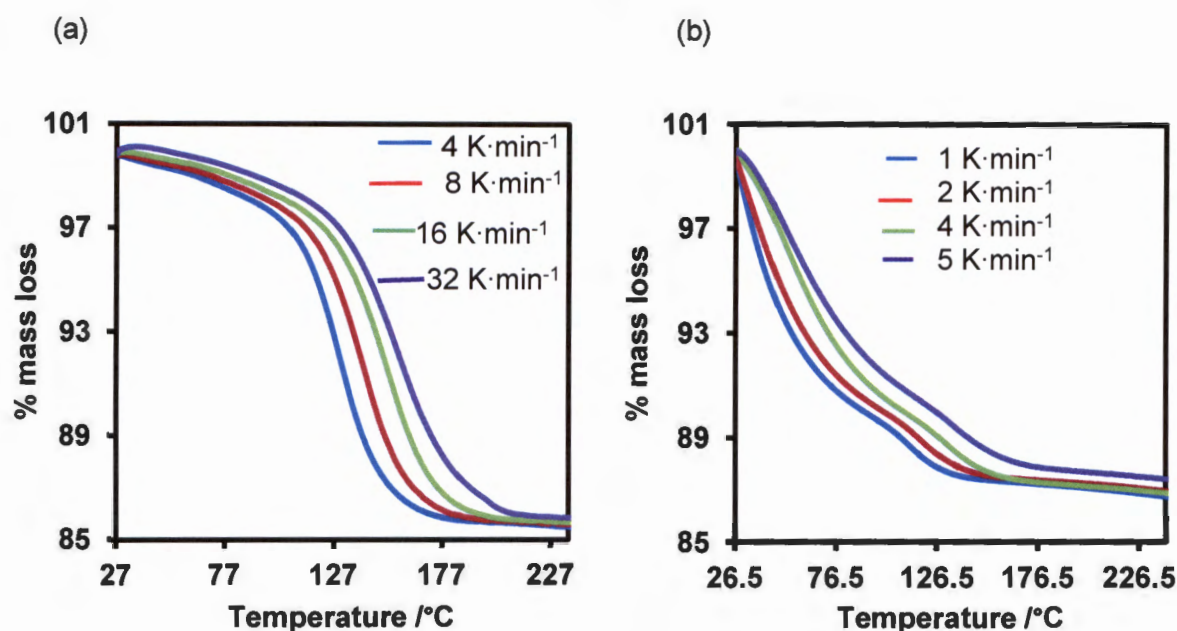 (a)
101
97
93
89
85
% mass loss
4 K·min⁻¹
8 K·min⁻¹
16 K·min⁻¹
32 K·min⁻¹
27 77 127 177 227
Temperature /°C
(b)
101
97
93
89
85
% mass loss
1 K·min⁻¹
2 K·min⁻¹
4 K·min⁻¹
5 K·min⁻¹
26.5 76.5 126.5 176.5 226.5
Temperature /°C